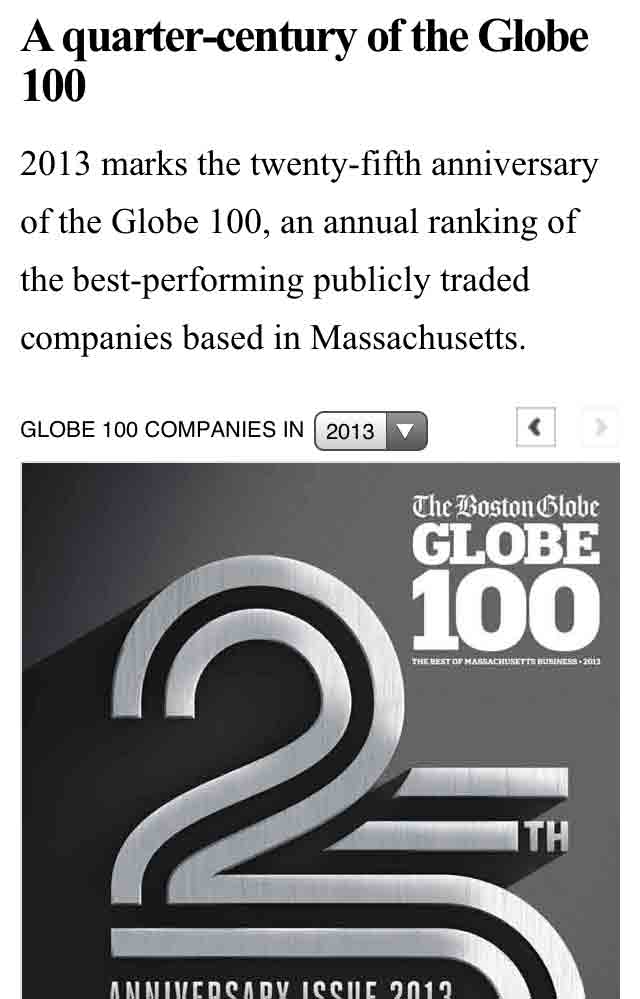 A quarter-century of the Globe
100
2013 marks the twenty-fifth anniversary
of the Globe 100, an annual ranking of
the best-performing publicly traded
companies based in Massachusetts.
GLOBE 100 COMPANIES IN 2013
The Boston Globe
GLOBE
100
THE BEST OF MASSACHUSETTS BUSINESS • 2013
25TH
ANNIVERSARY ISSUE 2013